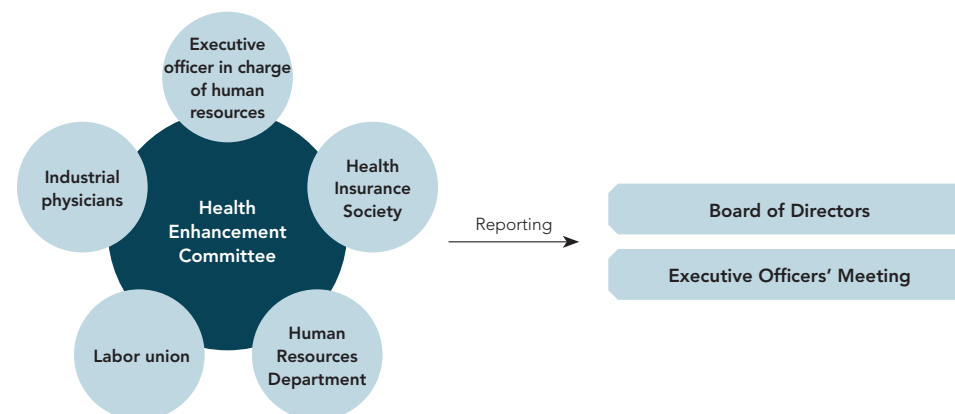 Executive
officer in charge
of human
resources
Industrial
physicians
Health
Insurance
Society
Health
Enhancement
Committee
Labor union
Human
Resources
Department
Reporting
Board of Directors
Executive Officers’ Meeting